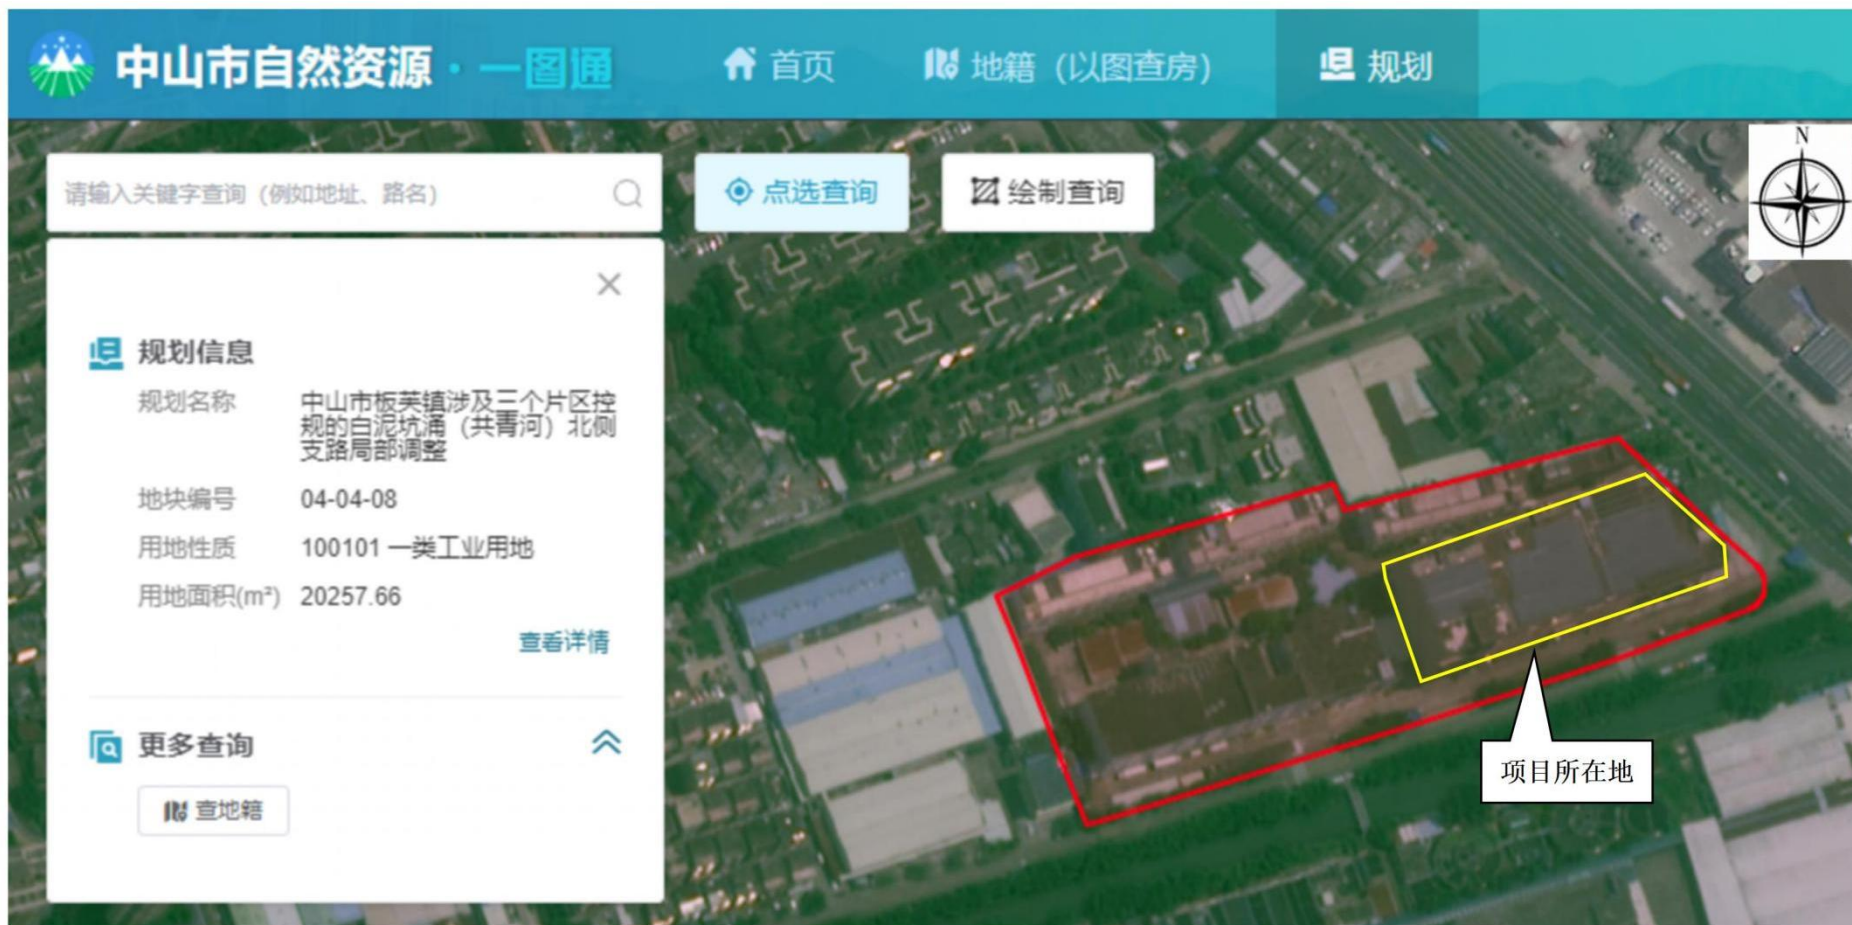 中山市自然资源·一图通
首页
地籍（以图查房）
规划
N
请输入关键字查询（例如地址、路名）
点选查询
绘制查询
规划信息
规划名称
中山市板芙镇涉及三个片区控
规的白泥坑涌（共青河）北侧
支路局部调整
地块编号 04-04-08
用地性质 100101 一类工业用地
用地面积(m²) 20257.66
查看详情
更多查询
查地籍
项目所在地